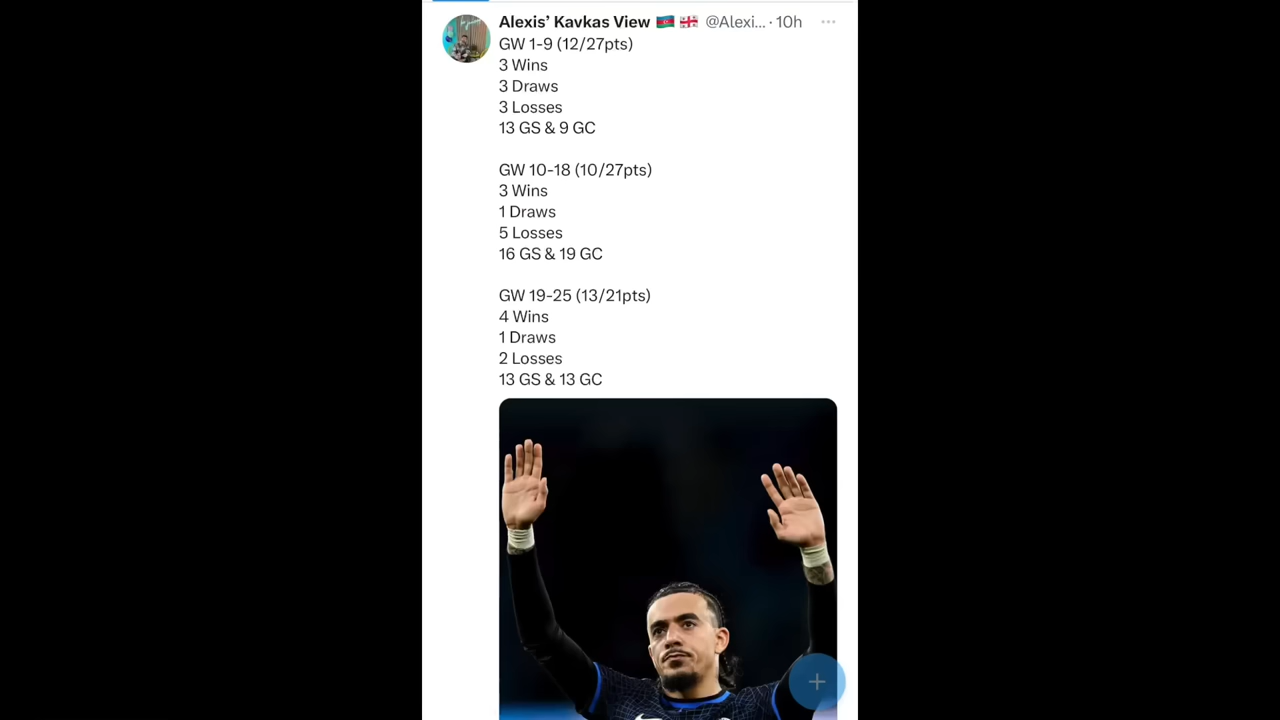 Alexis’ Kavkas View 🇦🇿 🇬🇪 @Alexi... · 10h
GW 1-9 (12/27pts)
3 Wins
3 Draws
3 Losses
13 GS & 9 GC
GW 10-18 (10/27pts)
3 Wins
1 Draws
5 Losses
16 GS & 19 GC
GW 19-25 (13/21pts)
4 Wins
1 Draws
2 Losses
13 GS & 13 GC